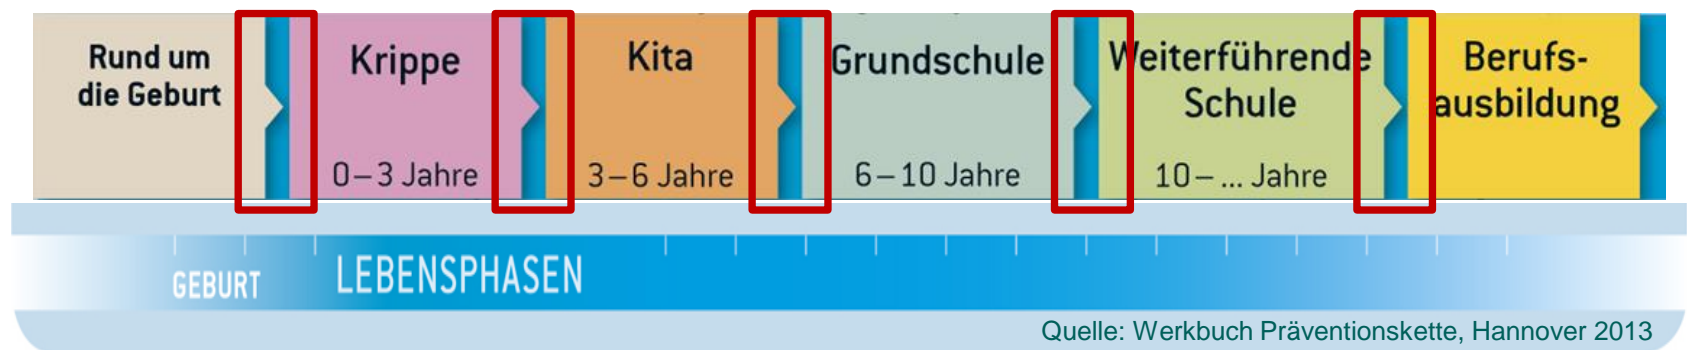 Rund um
die Geburt
Krippe
0–3 Jahre
Kita
3–6 Jahre
Grundschule
6–10 Jahre
Weiterführende
Schule
10–... Jahre
Berufs-
ausbildung
GEBURT
LEBENSPHASEN
Quelle: Werkbuch Präventionskette, Hannover 2013